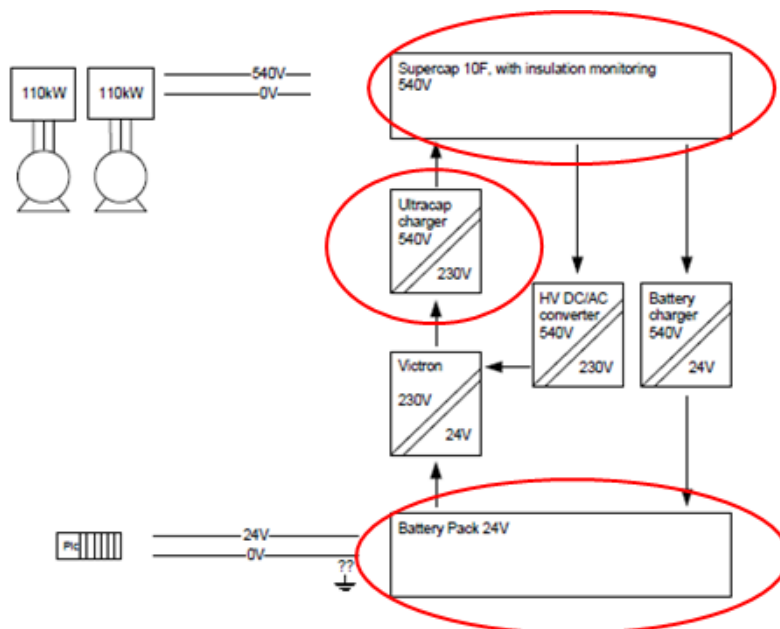 110kW
110kW
540V
0V
Supercap 10F, with insulation monitoring
540V
Ultracap
charger
540V
230V
HV DC/AC
converter
540V
230V
Battery
charger
540V
24V
Victron
230V
24V
Plc
24V
0V
??
Battery Pack 24V